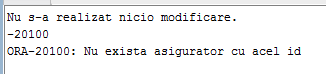 Nu s-a realizat nicio modificare.
-20100
ORA-20100: Nu exista asigurator cu acel id